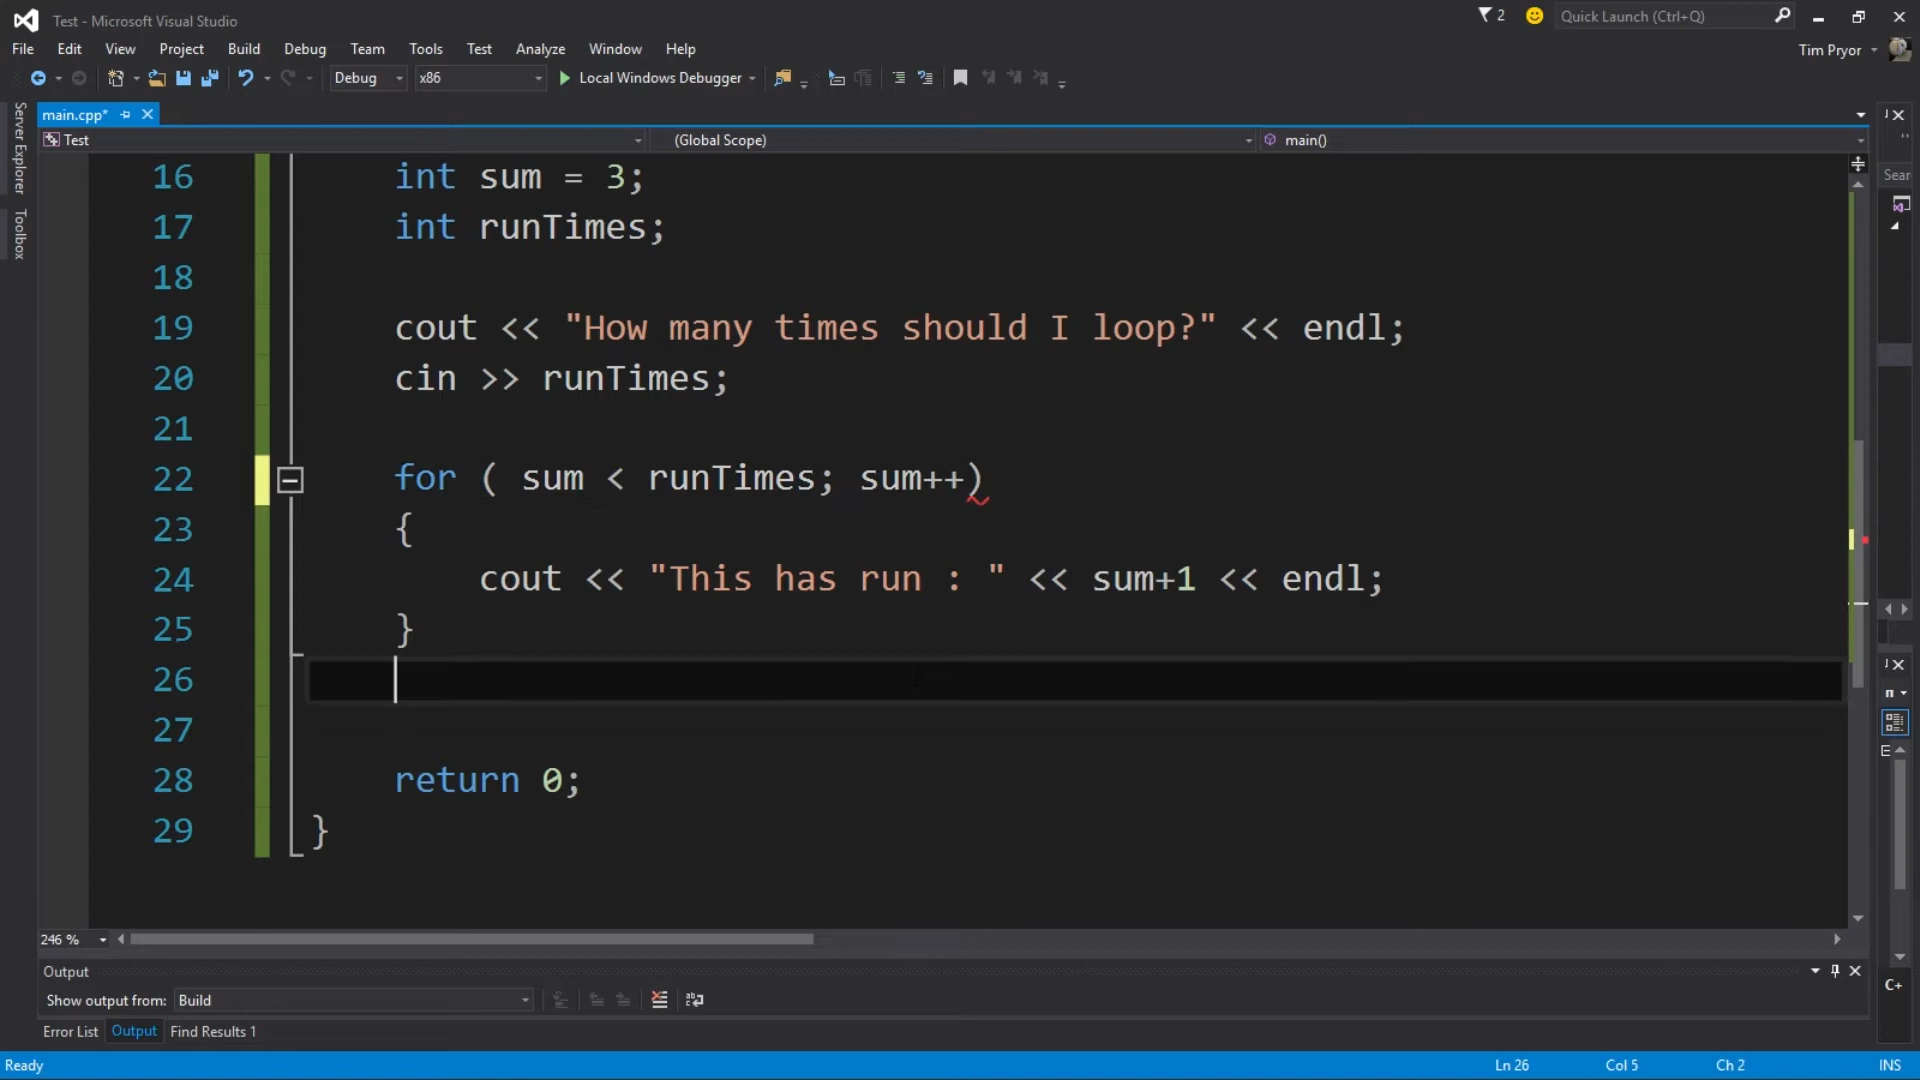 Test - Microsoft Visual Studio
2
Quick Launch (Ctrl+Q)
File Edit View Project Build Debug Team Tools Test Analyze Window Help
Tim Pryor
Debug x86 Local Windows Debugger
Server Explorer
Toolbox
main.cpp*
Test (Global Scope) main()
Sear
16 int sum = 3;
17 int runTimes;
18
19 cout << "How many times should I loop?" << endl;
20 cin >> runTimes;
21
22 for ( sum < runTimes; sum++)
23 {
24 cout << "This has run : " << sum+1 << endl;
25 }
26
27
28 return 0;
29 }
246 %
Output
Show output from: Build
C+
Error List Output Find Results 1
Ready Ln 26 Col 5 Ch 2 INS